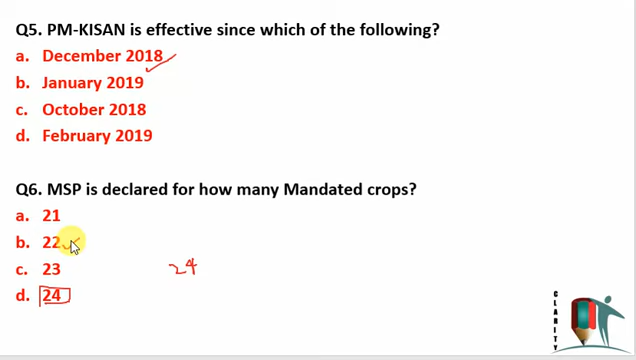 Q5. PM-KISAN is effective since which of the following?
a. December 2018
b. January 2019
c. October 2018
d. February 2019
Q6. MSP is declared for how many Mandated crops?
a. 21
b. 22
c. 23
24
d. 24
CLARITY